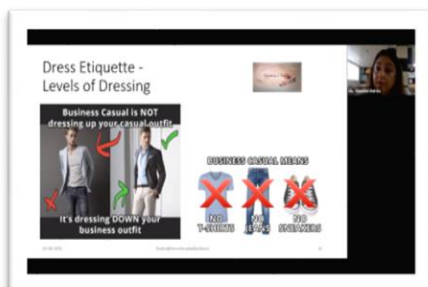 Dress Etiquette -
Levels of Dressing
Business Casual is NOT
dressing up your casual outfit
It's dressing DOWN your
business outfit
BUSINESS CASUAL MEANS
NO
T-SHIRTS
NO
JEANS
NO
SNEAKERS